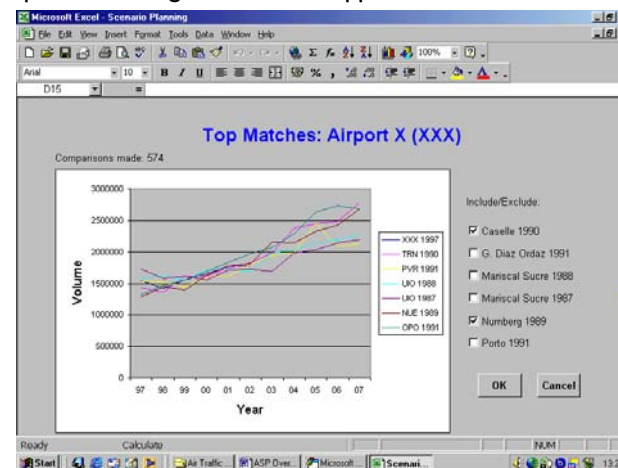 Microsoft Excel - Scenario Planning
File Edit View Insert Format Tools Data Window Help
100%
Arial 10 B I U % ,
D15 =
Top Matches: Airport X (XXX)
Comparisons made: 574
3000000
2500000
2000000
1500000
1000000
500000
0
Volume
97 98 99 00 01 02 03 04 05 06 07
Year
XXX 1997
TRN 1990
PVR 1991
UIO 1988
UIO 1987
NUE 1989
OPO 1991
Include/Exclude:
Caselle 1990
G. Diaz Ordaz 1991
Mariscal Sucre 1988
Mariscal Sucre 1987
Nurnberg 1989
Porto 1991
OK Cancel
Ready Calculate NUM
Start Air Traffic ... ASP Over... Microsoft... Scenari...